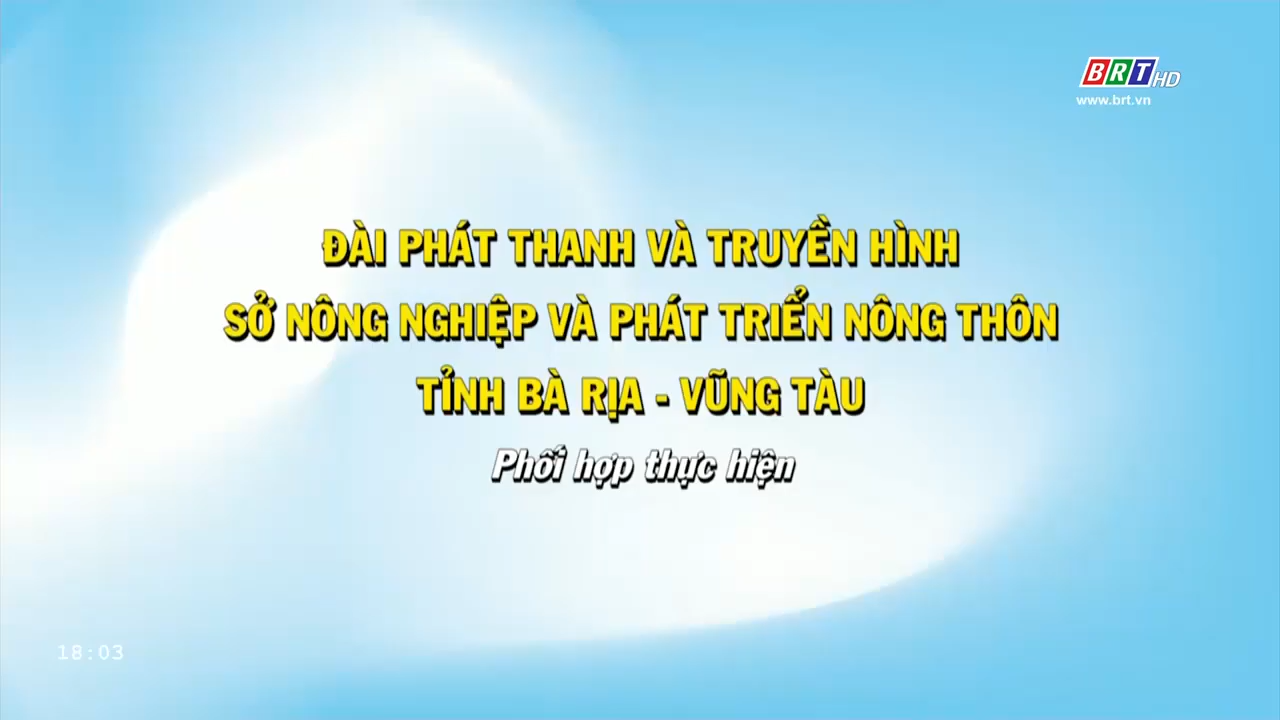 BRT HD
www.brt.vn
ĐÀI PHÁT THANH VÀ TRUYỀN HÌNH
SỞ NÔNG NGHIỆP VÀ PHÁT TRIỂN NÔNG THÔN
TỈNH BÀ RỊA - VŨNG TÀU
Phối hợp thực hiện
18:03